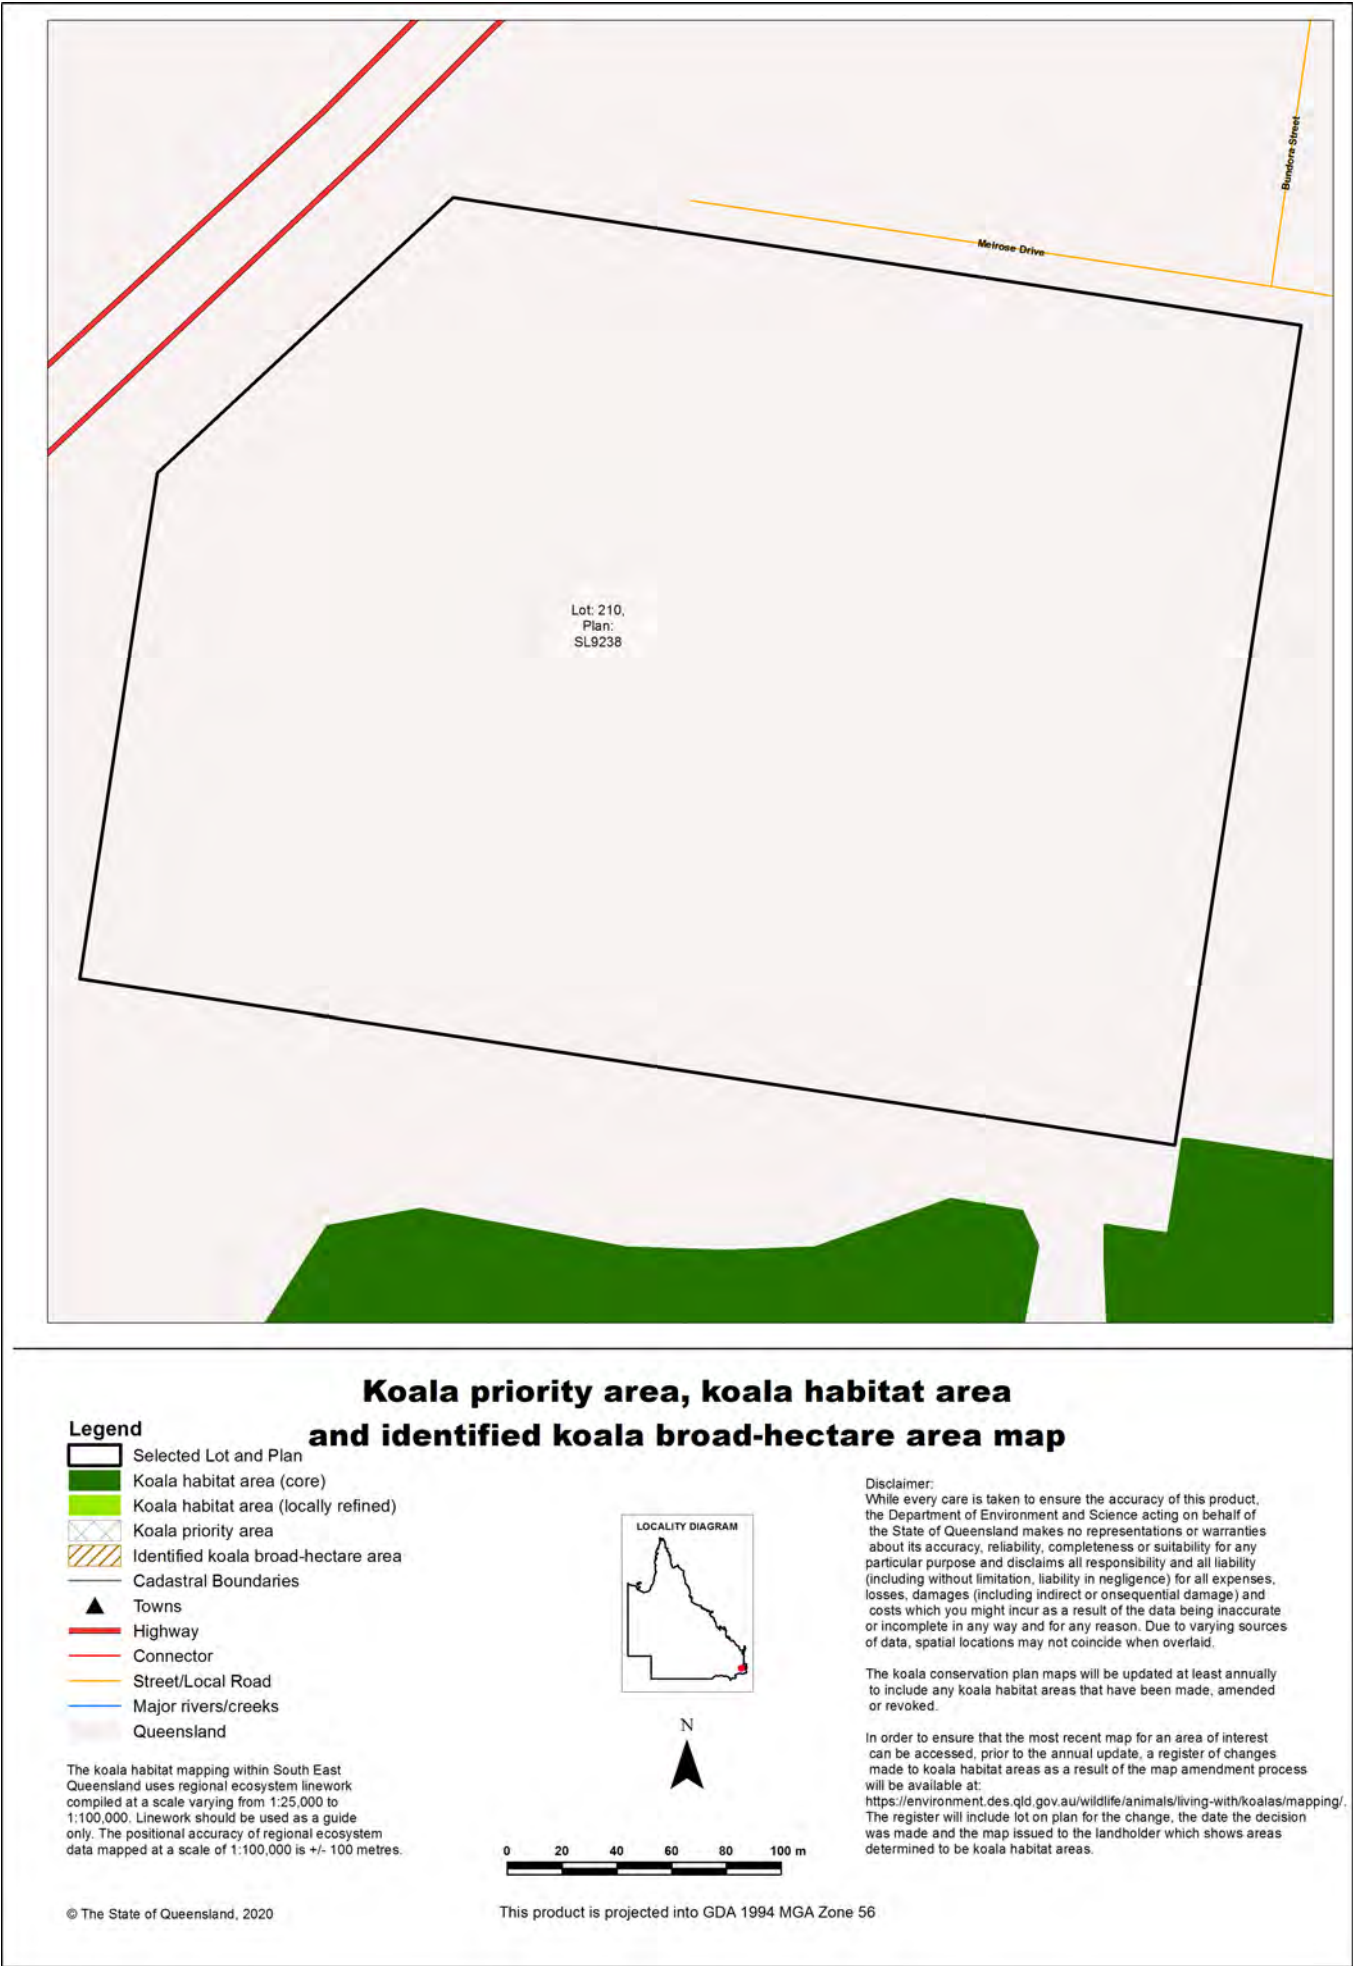 Bundora Street
Melrose Drive
Lot: 210,
Plan:
SL9238
Koala priority area, koala habitat area
and identified koala broad-hectare area map
Legend
Selected Lot and Plan
Koala habitat area (core)
Koala habitat area (locally refined)
Koala priority area
Identified koala broad-hectare area
Cadastral Boundaries
Towns
Highway
Connector
Street/Local Road
Major rivers/creeks
Queensland
The koala habitat mapping within South East
Queensland uses regional ecosystem linework
compiled at a scale varying from 1:25,000 to
1:100,000. Linework should be used as a guide
only. The positional accuracy of regional ecosystem
data mapped at a scale of 1:100,000 is +/- 100 metres.
© The State of Queensland, 2020
LOCALITY DIAGRAM
N
0 20 40 60 80 100 m
This product is projected into GDA 1994 MGA Zone 56
Disclaimer:
While every care is taken to ensure the accuracy of this product,
the Department of Environment and Science acting on behalf of
the State of Queensland makes no representations or warranties
about its accuracy, reliability, completeness or suitability for any
particular purpose and disclaims all responsibility and all liability
(including without limitation, liability in negligence) for all expenses,
losses, damages (including indirect or onsequential damage) and
costs which you might incur as a result of the data being inaccurate
or incomplete in any way and for any reason. Due to varying sources
of data, spatial locations may not coincide when overlaid.
The koala conservation plan maps will be updated at least annually
to include any koala habitat areas that have been made, amended
or revoked.
In order to ensure that the most recent map for an area of interest
can be accessed, prior to the annual update, a register of changes
made to koala habitat areas as a result of the map amendment process
will be available at:
https://environment.des.qld.gov.au/wildlife/animals/living-with/koalas/mapping/.
The register will include lot on plan for the change, the date the decision
was made and the map issued to the landholder which shows areas
determined to be koala habitat areas.